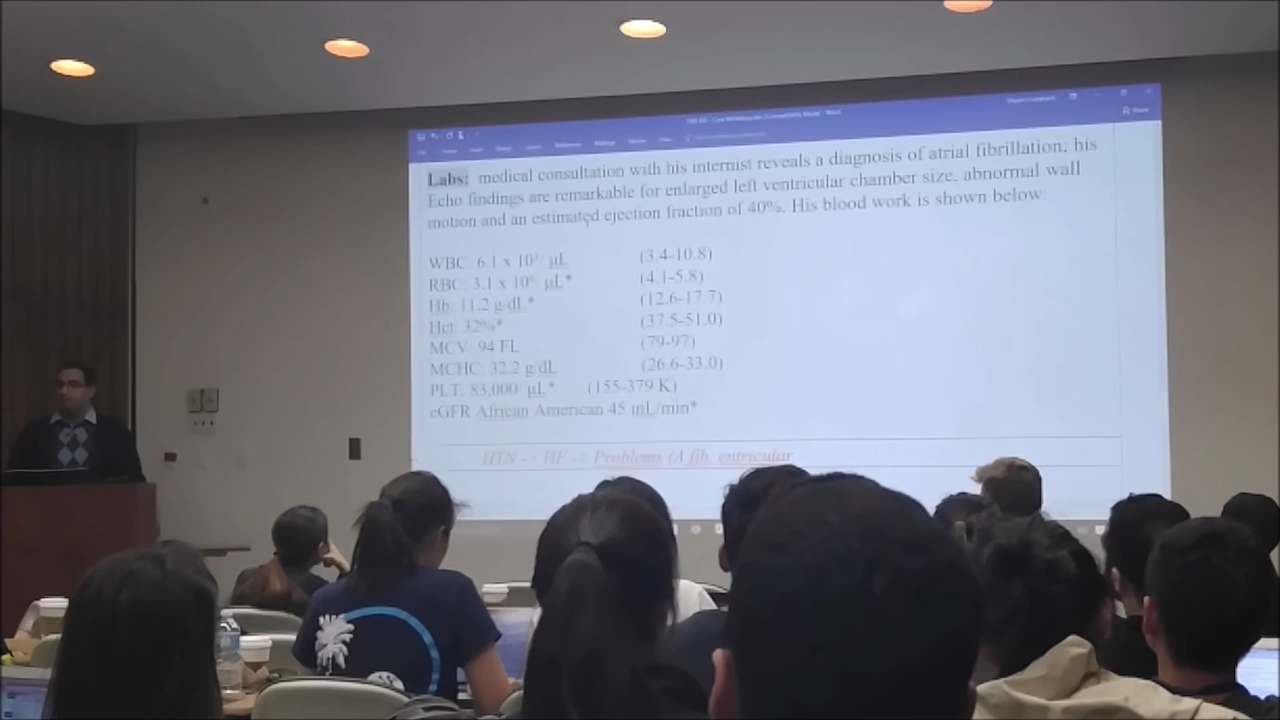 Share
Labs: medical consultation with his internist reveals a diagnosis of atrial fibrillation; his
Echo findings are remarkable for enlarged left ventricular chamber size, abnormal wall
motion and an estimated ejection fraction of 40%. His blood work is shown below:
WBC: 6.1 x 10³/ µL (3.4-10.8)
RBC: 3.1 x 10⁶/ µL* (4.1-5.8)
Hb: 11.2 g/dL* (12.6-17.7)
Hct: 32%* (37.5-51.0)
MCV: 94 FL (79-97)
MCHC: 32.2 g/dL (26.6-33.0)
PLT: 83,000/ µL* (155-379 K)
eGFR African American 45 mL/min*
HTN -> HF -> Problems (A fib, entricular